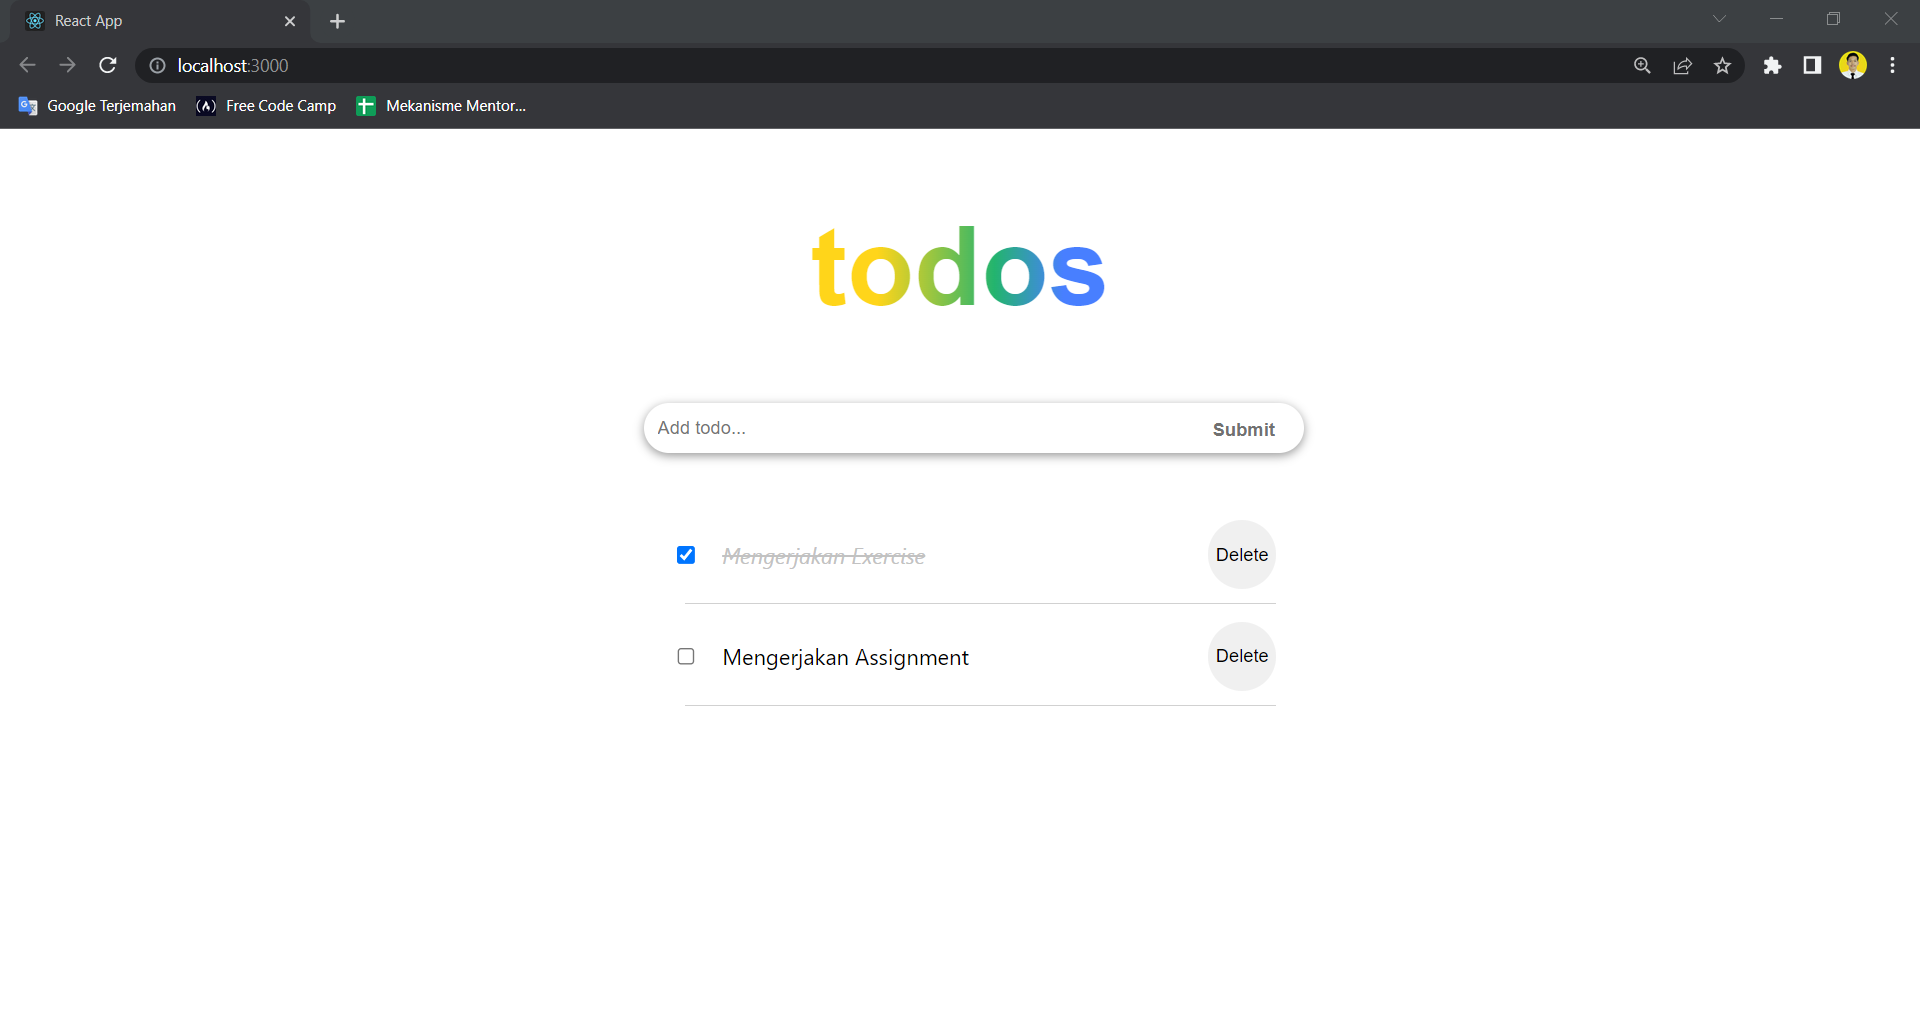 React App
localhost:3000
Google Terjemahan Free Code Camp Mekanisme Mentor...
todos
Add todo... Submit
Mengerjakan Exercise Delete
Mengerjakan Assignment Delete